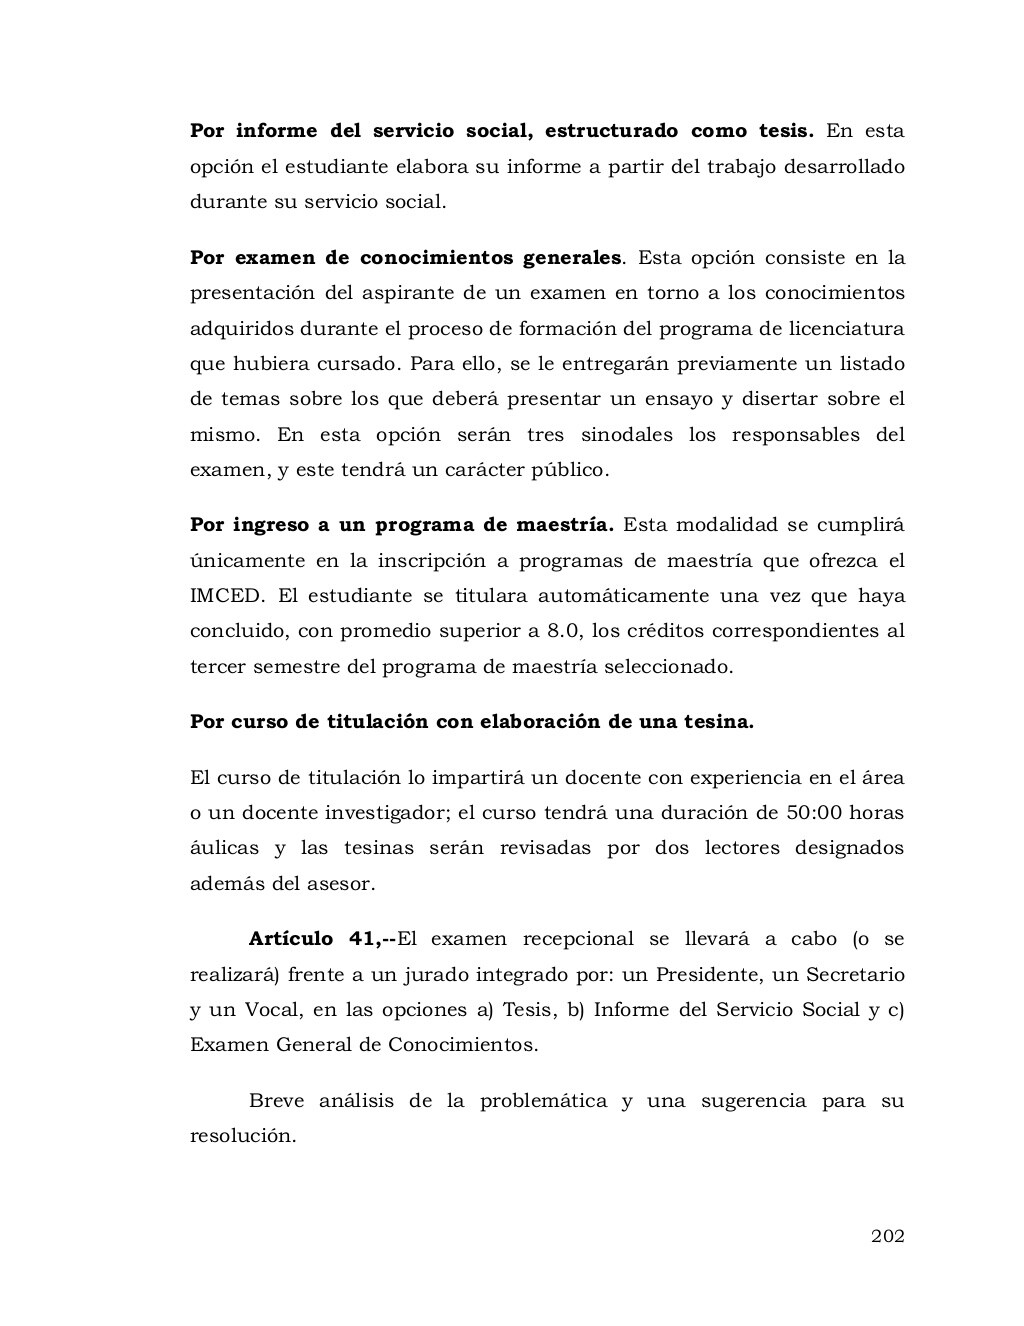 Por informe del servicio social, estructurado como tesis. En esta
opción el estudiante elabora su informe a partir del trabajo desarrollado
durante su servicio social.
Por examen de conocimientos generales. Esta opción consiste en la
presentación del aspirante de un examen en torno a los conocimientos
adquiridos durante el proceso de formación del programa de licenciatura
que hubiera cursado. Para ello, se le entregarán previamente un listado
de temas sobre los que deberá presentar un ensayo y disertar sobre el
mismo. En esta opción serán tres sinodales los responsables del
examen, y este tendrá un carácter público.
Por ingreso a un programa de maestría. Esta modalidad se cumplirá
únicamente en la inscripción a programas de maestría que ofrezca el
IMCED. El estudiante se titulara automáticamente una vez que haya
concluido, con promedio superior a 8.0, los créditos correspondientes al
tercer semestre del programa de maestría seleccionado.
Por curso de titulación con elaboración de una tesina.
El curso de titulación lo impartirá un docente con experiencia en el área
o un docente investigador; el curso tendrá una duración de 50:00 horas
áulicas y las tesinas serán revisadas por dos lectores designados
además del asesor.
Artículo 41,--El examen recepcional se llevará a cabo (o se
realizará) frente a un jurado integrado por: un Presidente, un Secretario
y un Vocal, en las opciones a) Tesis, b) Informe del Servicio Social y c)
Examen General de Conocimientos.
Breve análisis de la problemática y una sugerencia para su
resolución.
202